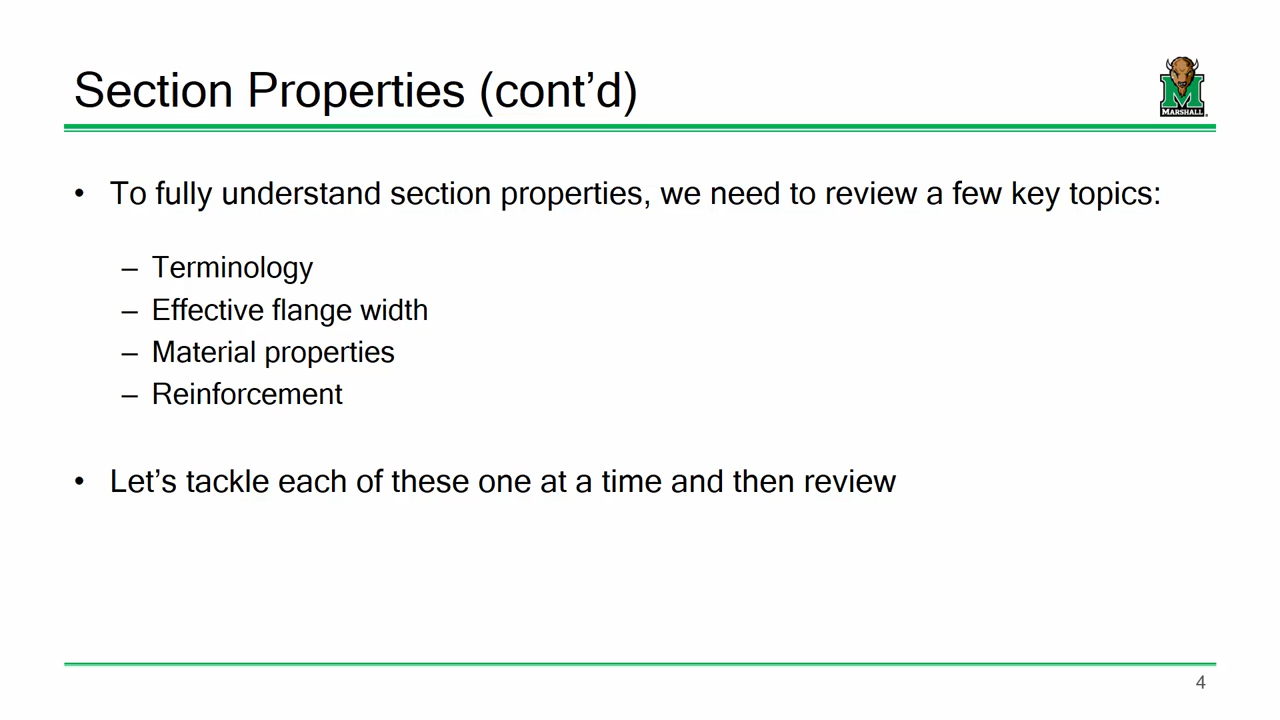 Section Properties (cont’d)
MARSHALL
• To fully understand section properties, we need to review a few key topics:
– Terminology
– Effective flange width
– Material properties
– Reinforcement
• Let’s tackle each of these one at a time and then review
4